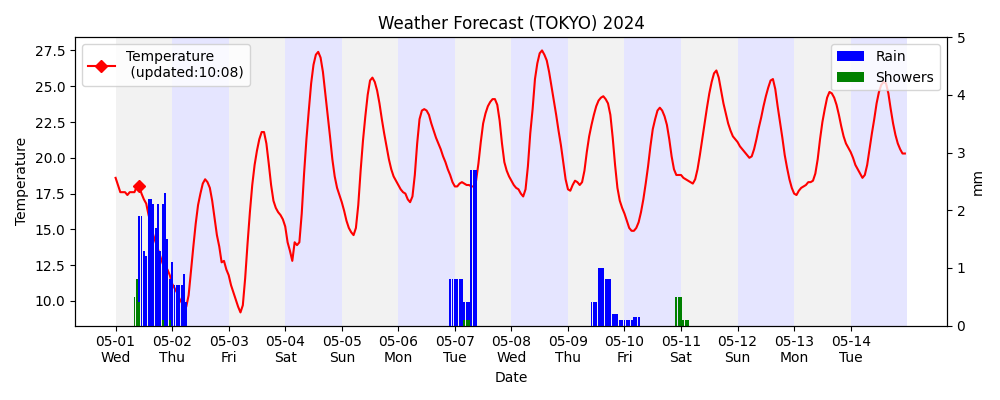 Weather Forecast (TOKYO) 2024
Temperature
(updated:10:08)
Rain
Showers
Temperature
27.5
25.0
22.5
20.0
17.5
15.0
12.5
10.0
5
4
3
2
1
0
mm
05-01 05-02 05-03 05-04 05-05 05-06 05-07 05-08 05-09 05-10 05-11 05-12 05-13 05-14
Wed Thu Fri Sat Sun Mon Tue Wed Thu Fri Sat Sun Mon Tue
Date